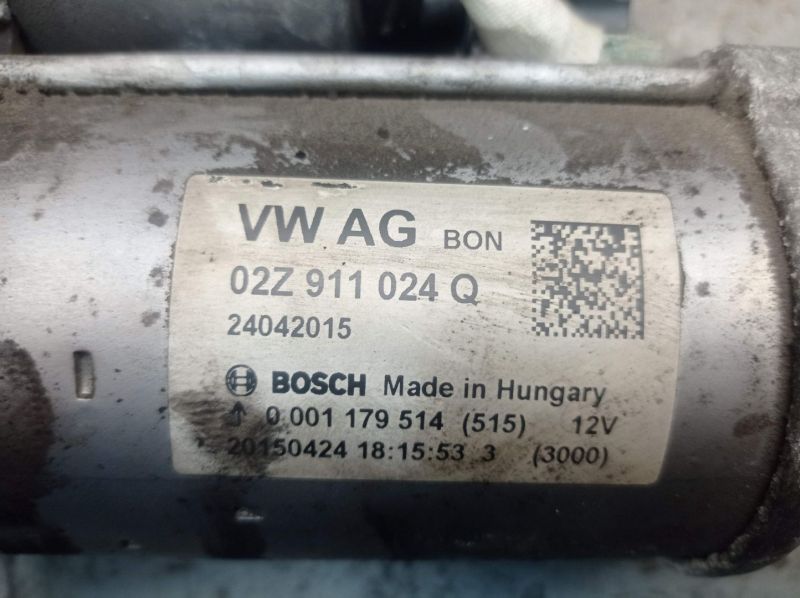 VW AG BON
02Z 911 024 Q
24042015
BOSCH Made in Hungary
0 001 179 514 (515) 12V
20150424 18:15:53 3 (3000)